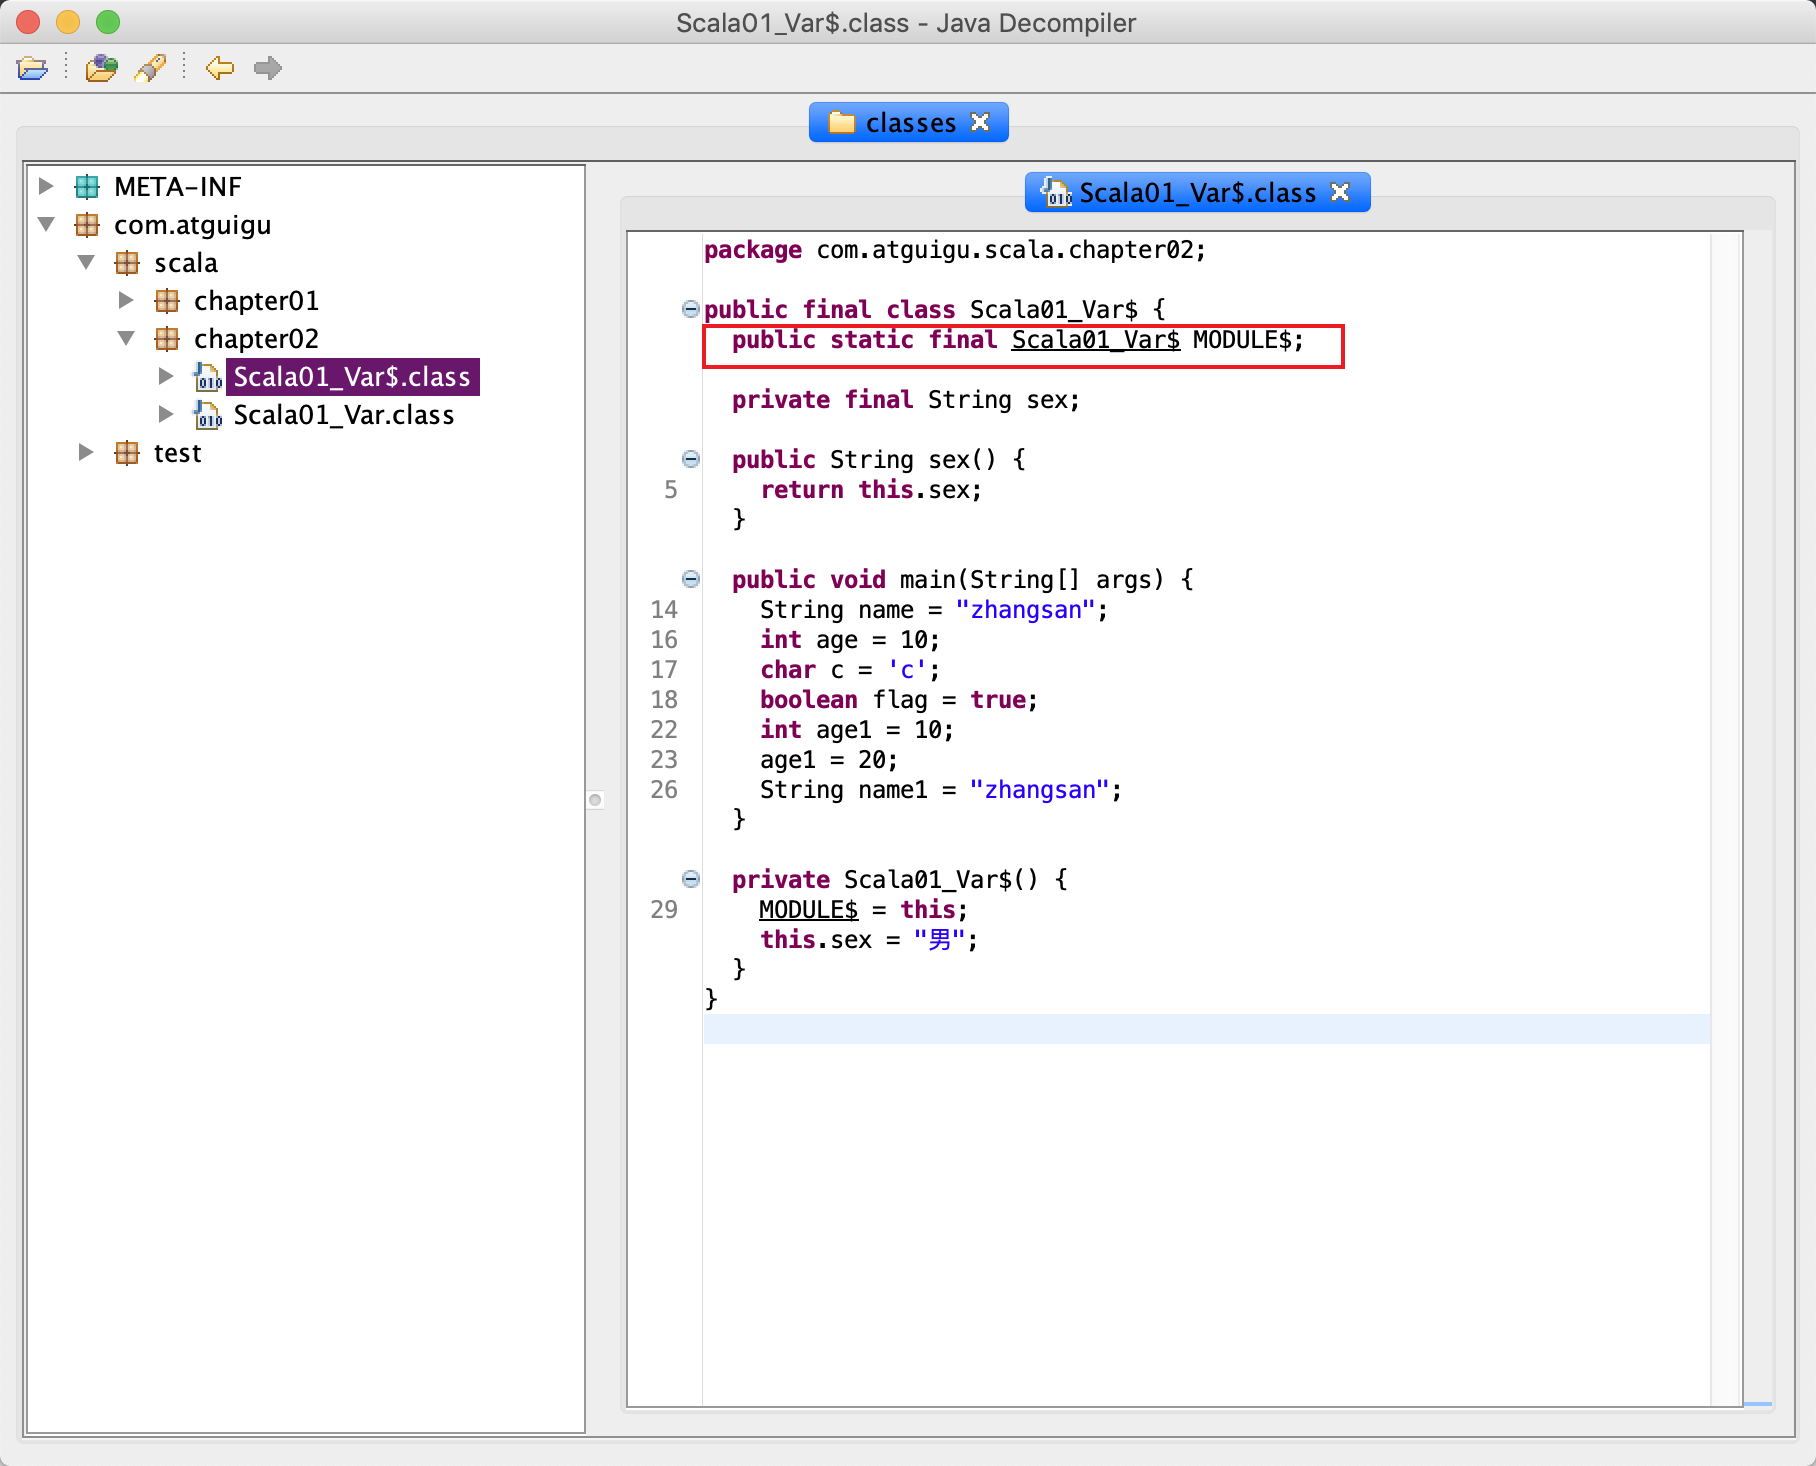 Scala01_Var$.class - Java Decompiler
classes
META-INF
com.atguigu
scala
chapter01
chapter02
Scala01_Var$.class
Scala01_Var.class
test
Scala01_Var$.class
package com.atguigu.scala.chapter02;
public final class Scala01_Var$ {
public static final Scala01_Var$ MODULE$;
private final String sex;
public String sex() {
5 return this.sex;
}
public void main(String[] args) {
14 String name = "zhangsan";
16 int age = 10;
17 char c = 'c';
18 boolean flag = true;
22 int age1 = 10;
23 age1 = 20;
26 String name1 = "zhangsan";
}
private Scala01_Var$() {
29 MODULE$ = this;
this.sex = "男";
}
}